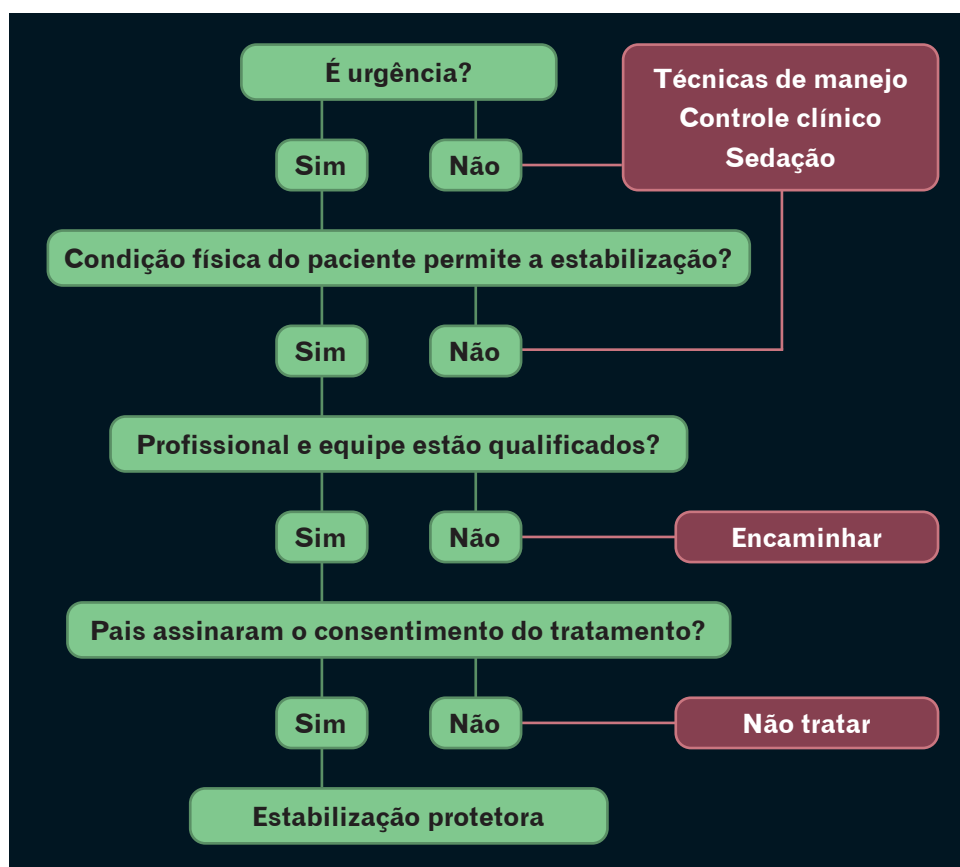 É urgência?
Técnicas de manejo
Controle clínico
Sedação
Sim
Não
Condição física do paciente permite a estabilização?
Sim
Não
Profissional e equipe estão qualificados?
Sim
Não
Encaminhar
Pais assinaram o consentimento do tratamento?
Sim
Não
Não tratar
Estabilização protetora